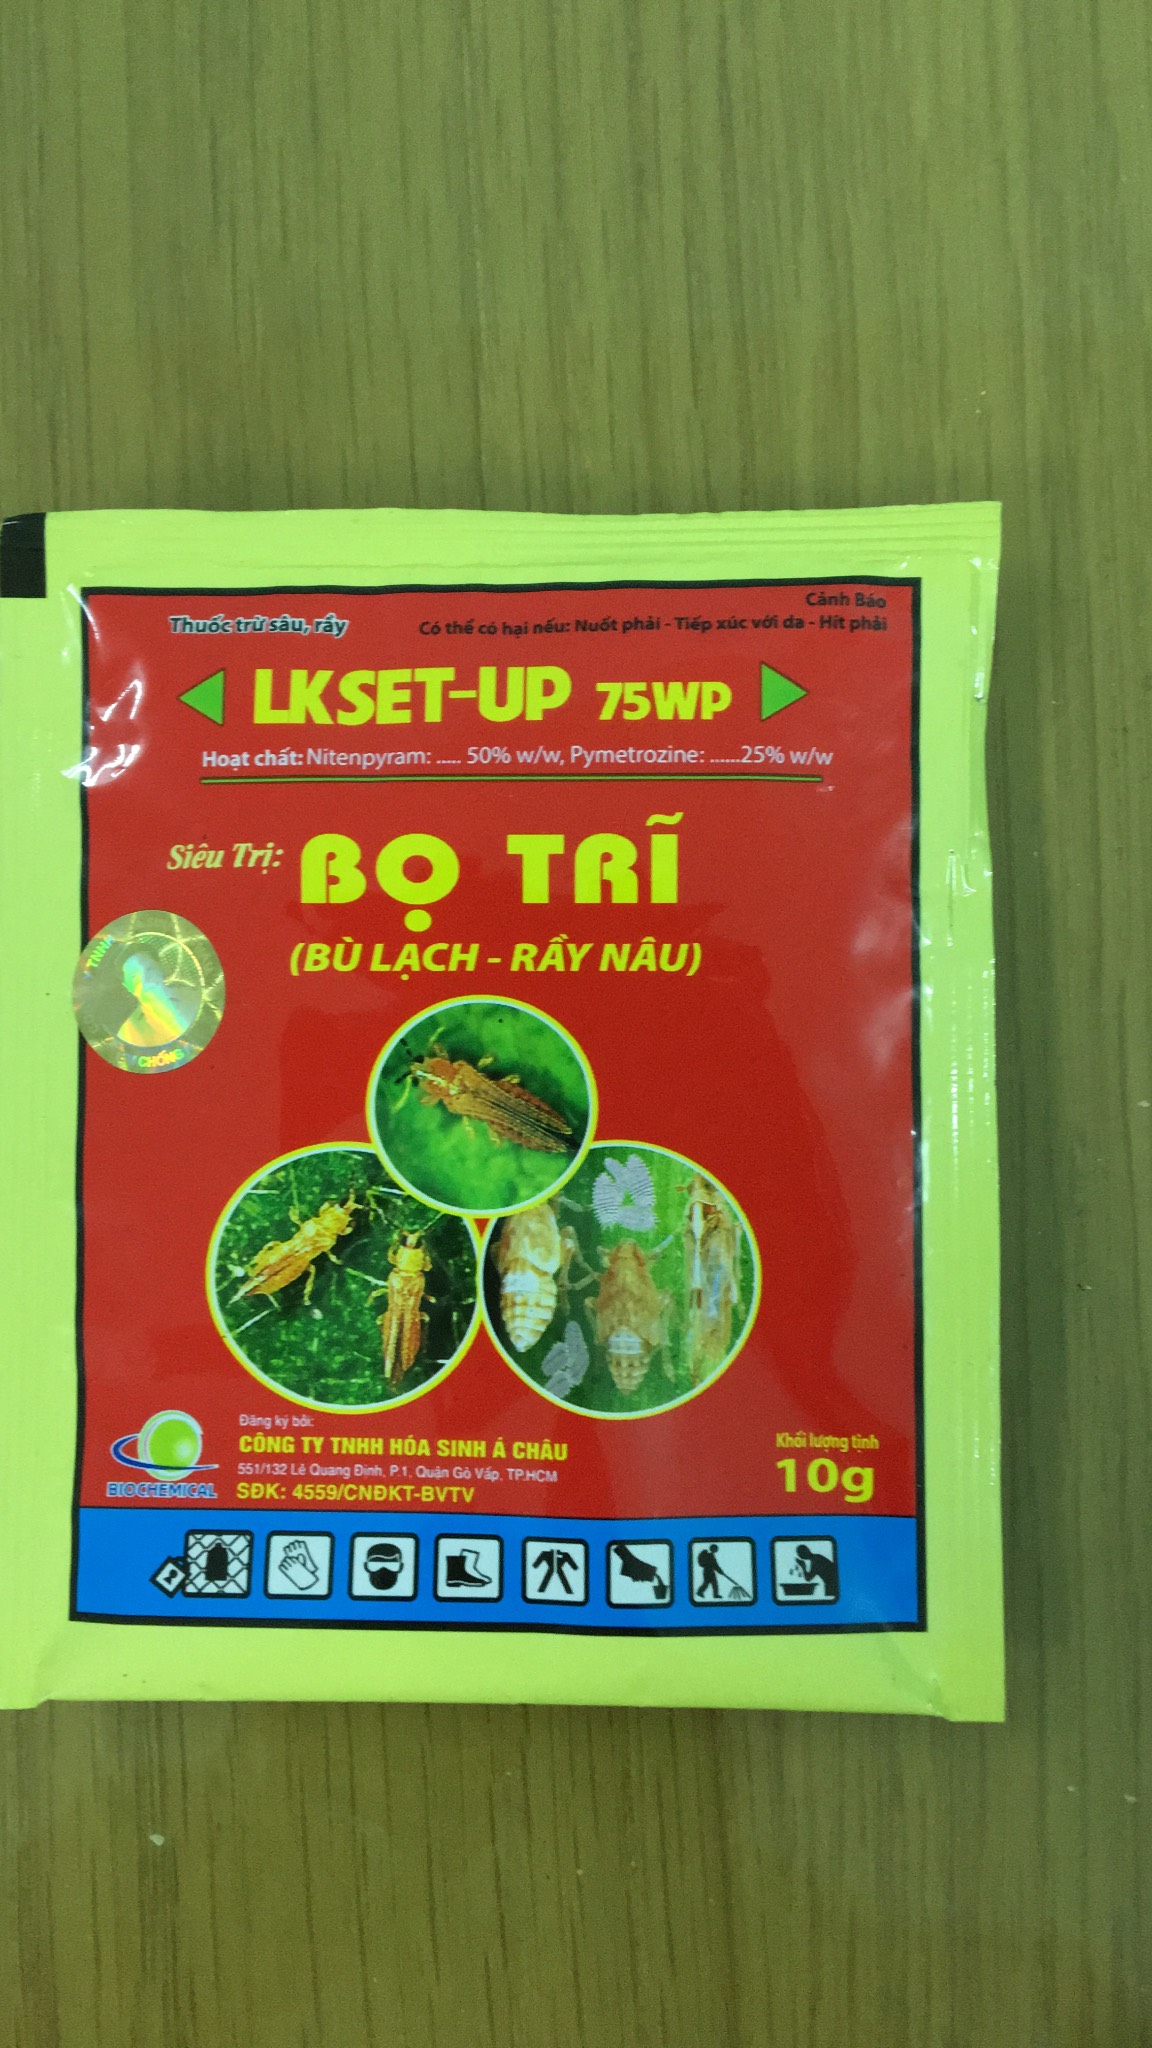 Cảnh Báo
Thuốc trừ sâu, rầy
Có thể có hại nếu: Nuốt phải - Tiếp xúc với da - Hít phải
LKSET-UP 75WP
Hoạt chất: Nitenpyram: ..... 50% w/w, Pymetrozine: ......25% w/w
Siêu Trị: BỌ TRĨ
(BÙ LẠCH - RẦY NÂU)
TNHH
CHỐNG
Đăng ký bởi:
CÔNG TY TNHH HÓA SINH Á CHÂU
551/132 Lê Quang Định, P.1, Quận Gò Vấp, TP.HCM
SĐK: 4559/CNĐKT-BVTV
BIOCHEMICAL
Khối lượng tịnh
10g